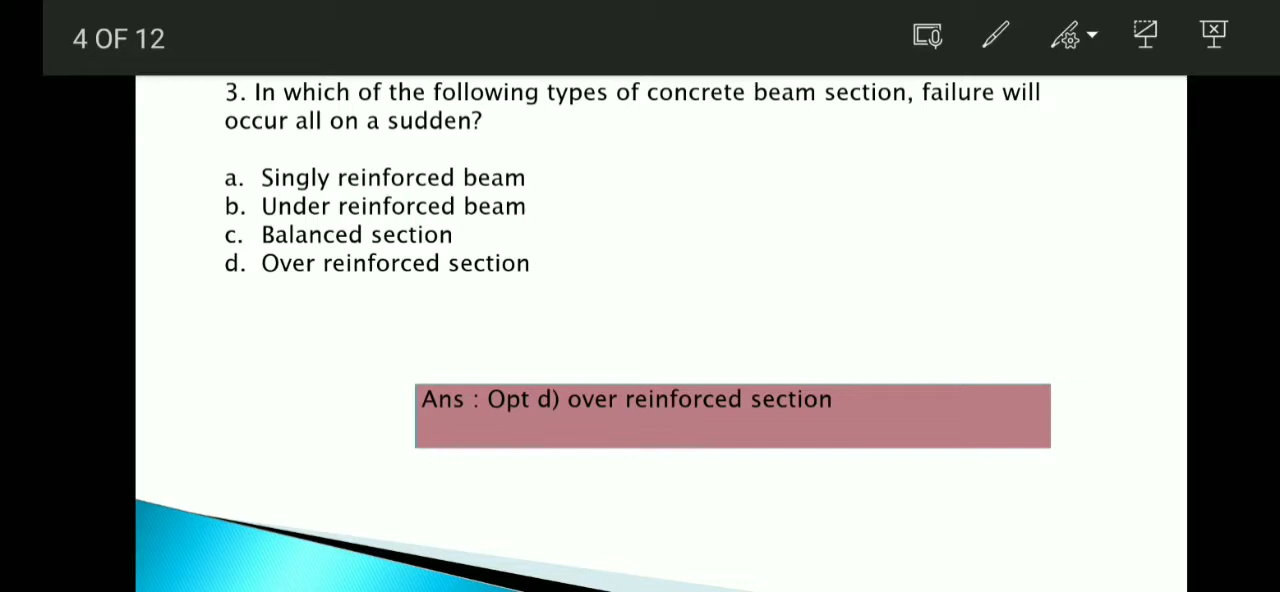 4 OF 12
3. In which of the following types of concrete beam section, failure will
occur all on a sudden?
a. Singly reinforced beam
b. Under reinforced beam
c. Balanced section
d. Over reinforced section
Ans : Opt d) over reinforced section